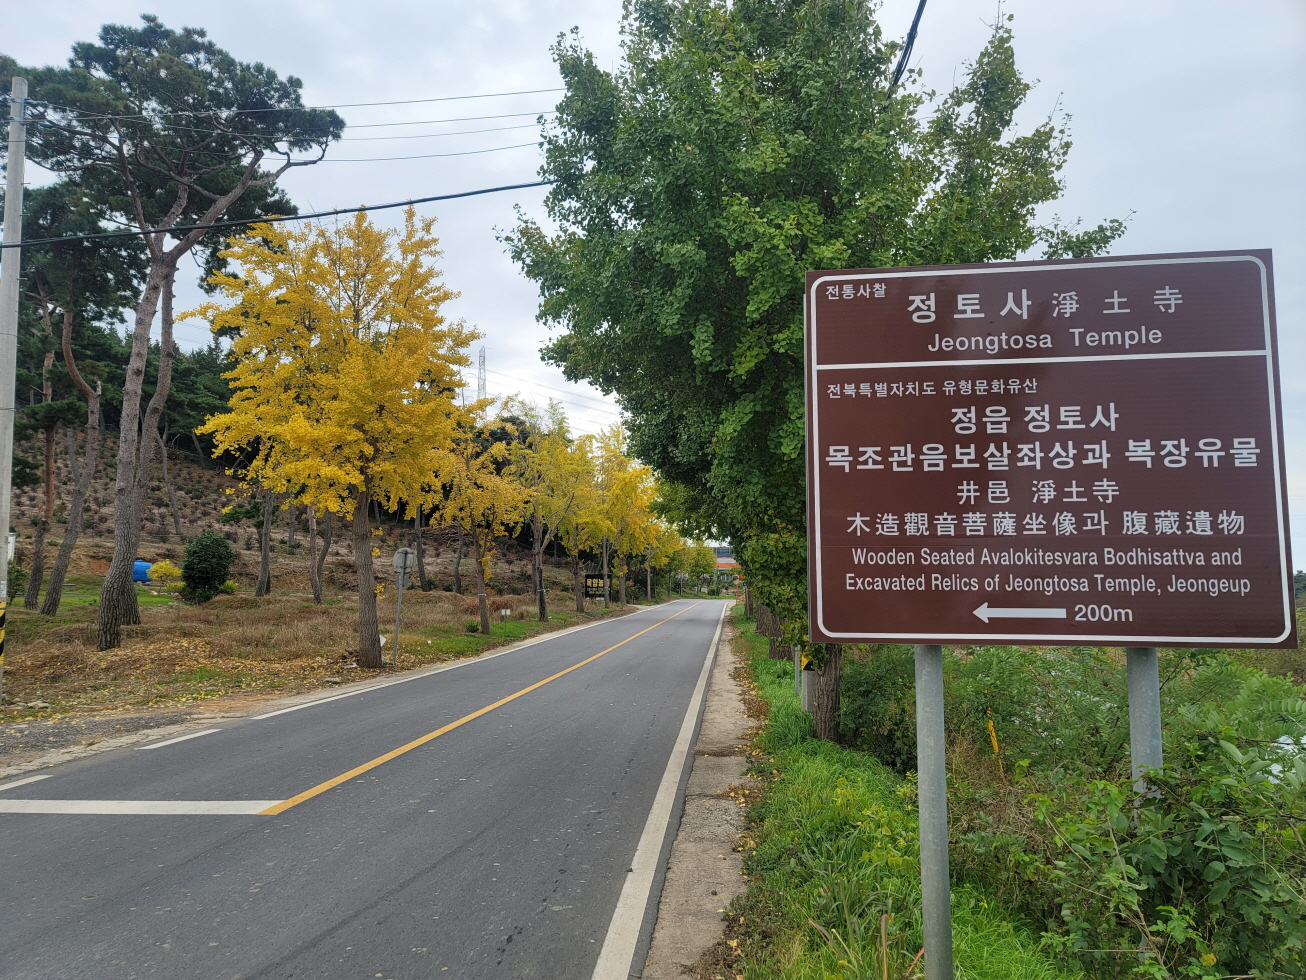 전통사찰
정토사 淨土寺
Jeongtosa Temple
전북특별자치도 유형문화유산
정읍 정토사
목조관음보살좌상과 복장유물
井邑 淨土寺
木造觀音菩薩坐像과 腹藏遺物
Wooden Seated Avalokitesvara Bodhisattva and
Excavated Relics of Jeongtosa Temple, Jeongeup
200m